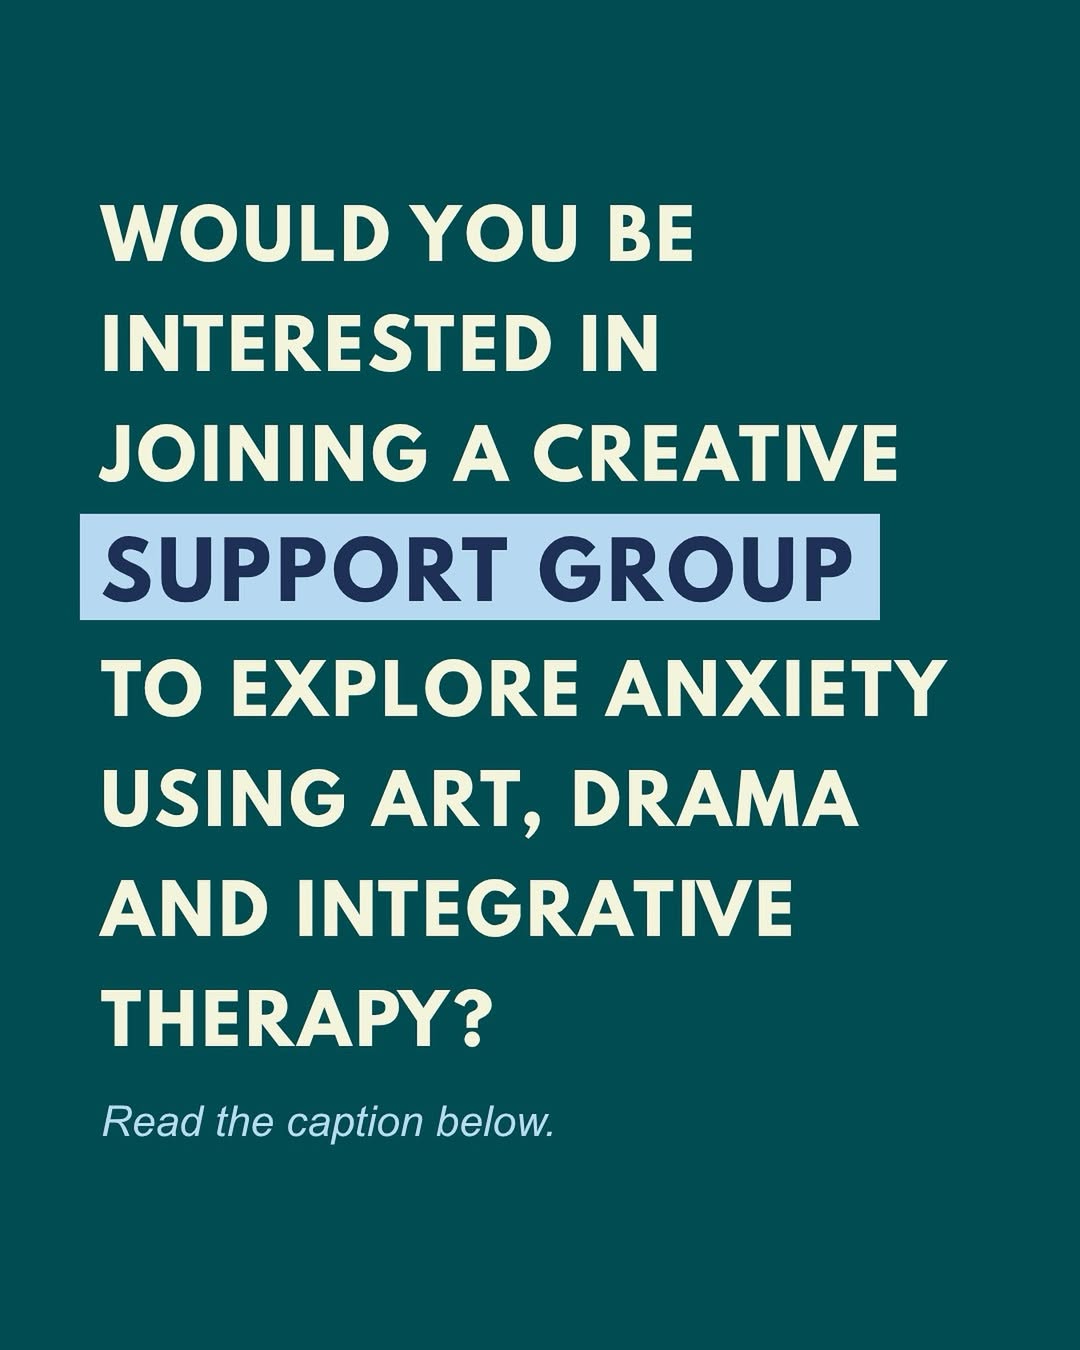 WOULD YOU BE
INTERESTED IN
JOINING A CREATIVE
SUPPORT GROUP
TO EXPLORE ANXIETY
USING ART, DRAMA
AND INTEGRATIVE
THERAPY?
Read the caption below.